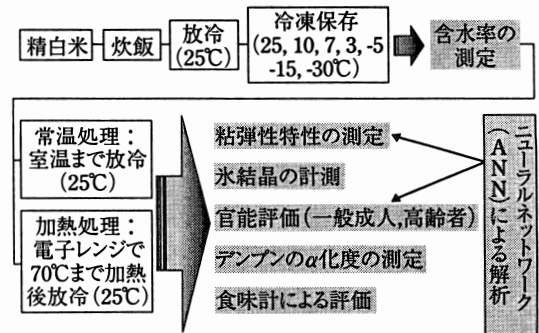 精白米
炊飯
放冷
(25℃)
冷凍保存
(25, 10, 7, 3, -5
-15, -30℃)
含水率の
測定
常温処理：
室温まで放冷
(25℃)
加熱処理：
電子レンジで
70℃まで加熱
後放冷(25℃)
粘弾性特性の測定
氷結晶の計測
官能評価(一般成人,高齢者)
デンプンのα化度の測定
食味計による評価
ニューラルネットワーク
(ANN)による解析